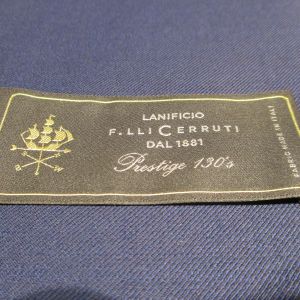 LANIFICIO
F.LLI CERRUTI
DAL 1881
Prestige 130's
FABRIC MADE IN ITALY